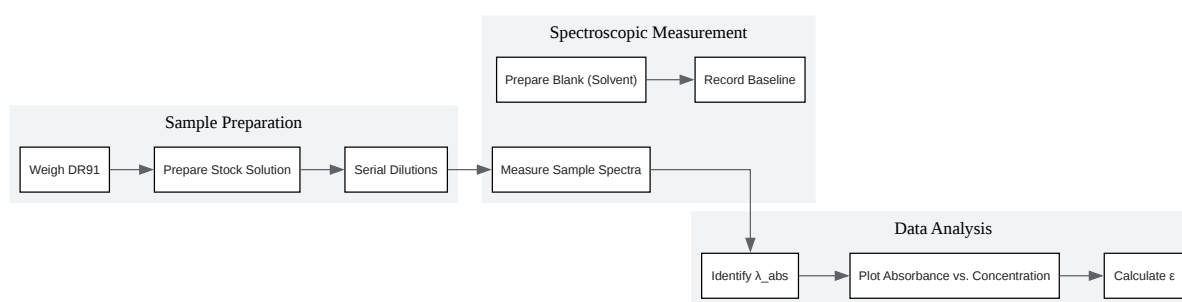 Sample Preparation
Weigh DR91
Prepare Stock Solution
Serial Dilutions
Spectroscopic Measurement
Prepare Blank (Solvent)
Record Baseline
Measure Sample Spectra
Data Analysis
Identify λ_abs
Plot Absorbance vs. Concentration
Calculate ε